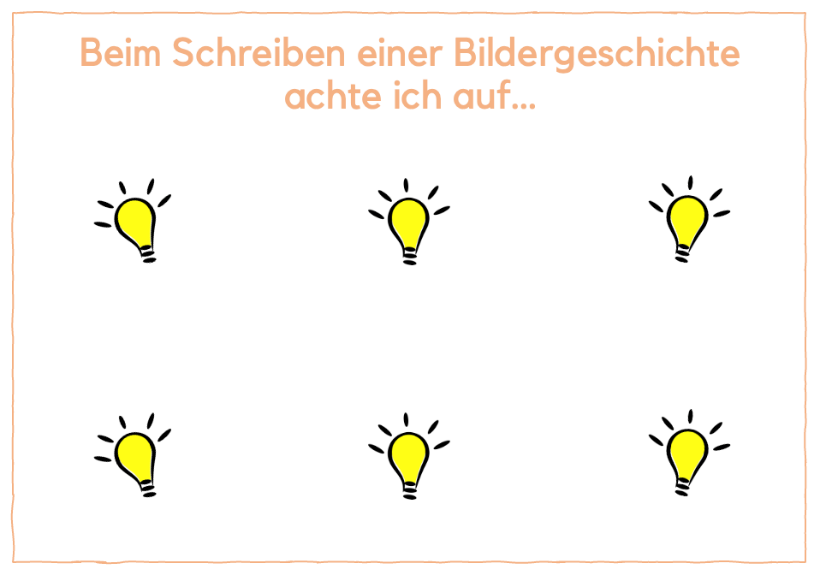 Beim Schreiben einer Bildergeschichte
achte ich auf...